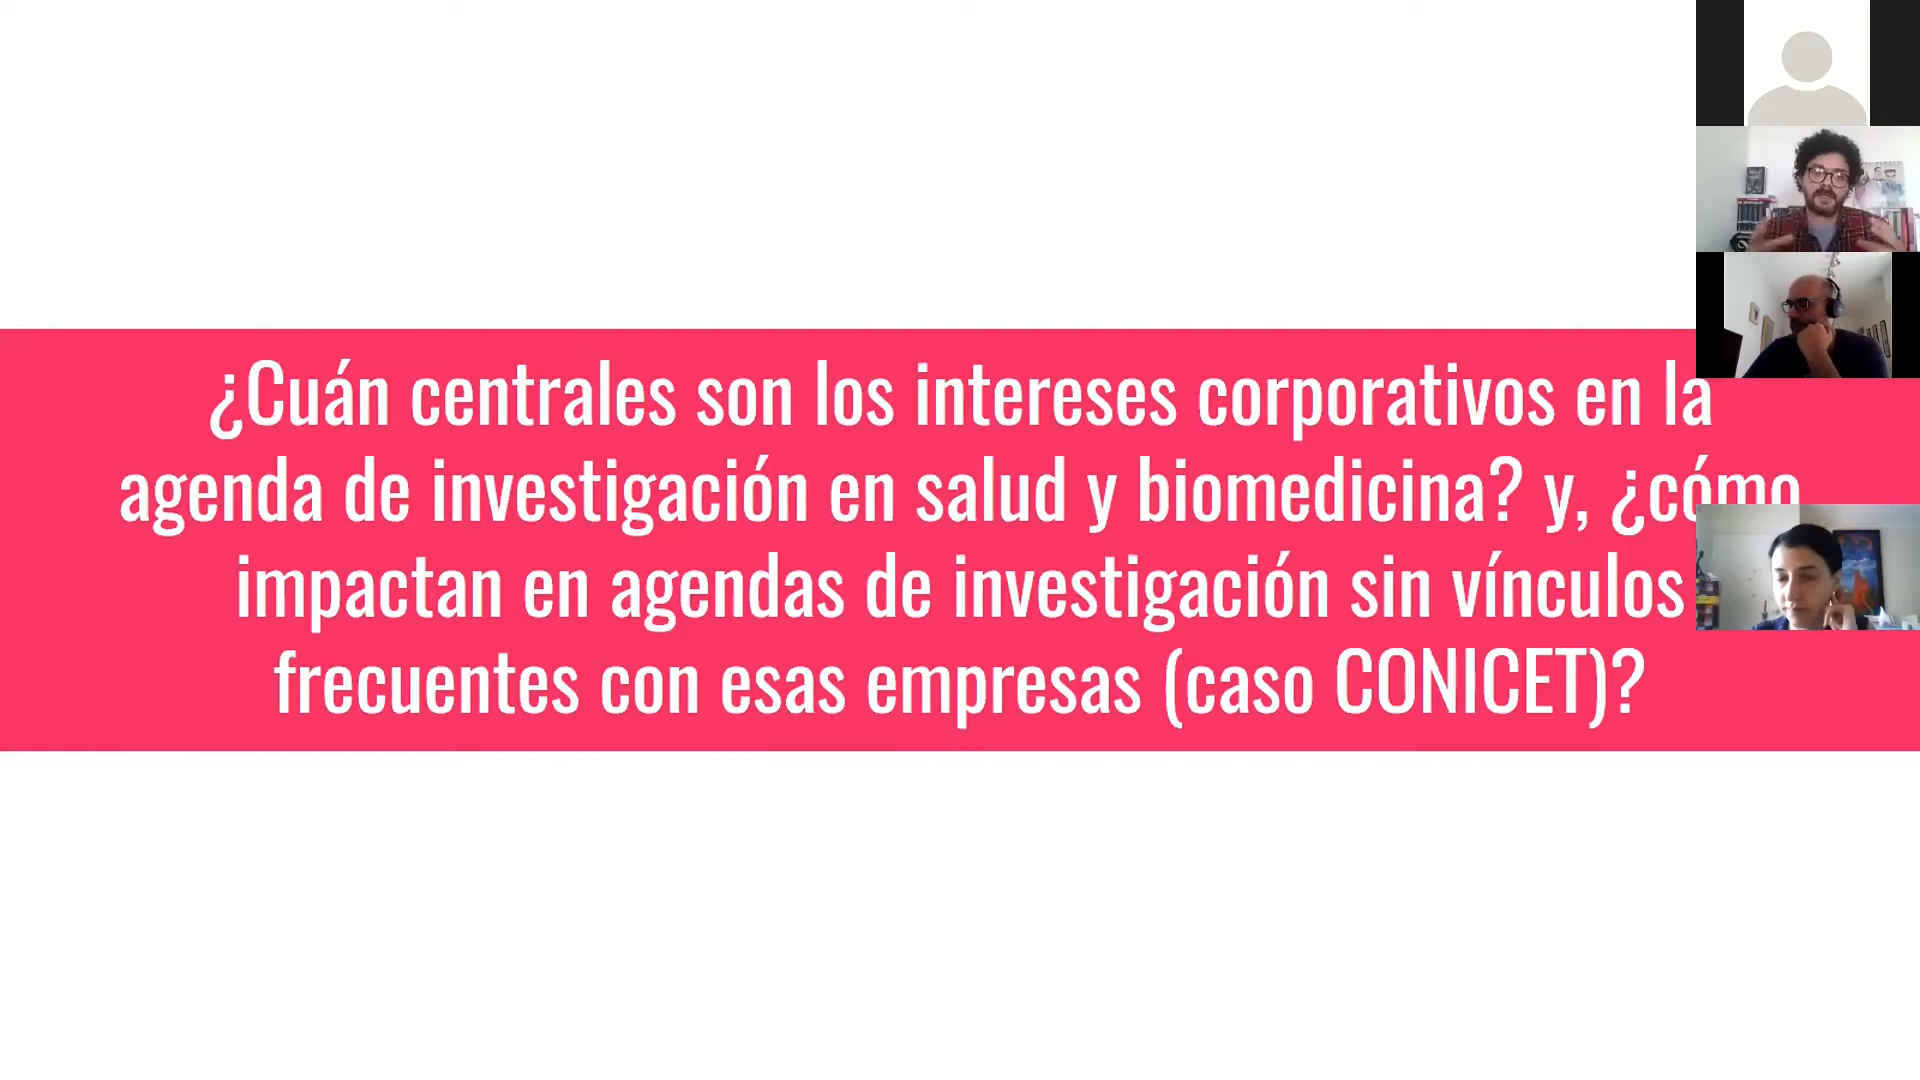 ¿Cuán centrales son los intereses corporativos en la
agenda de investigación en salud y biomedicina? y, ¿cómo
impactan en agendas de investigación sin vínculos
frecuentes con esas empresas (caso CONICET)?